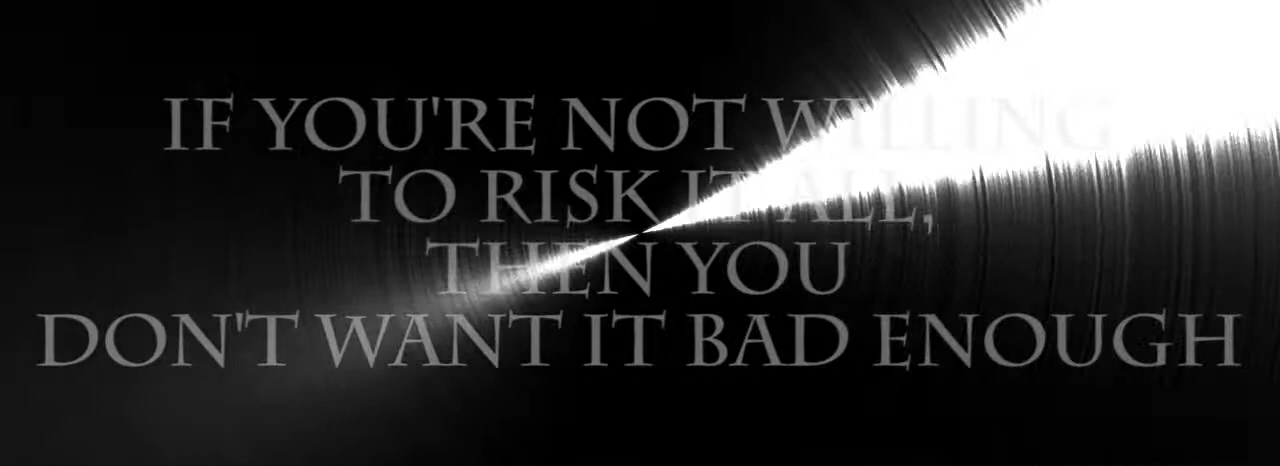 IF YOU'RE NOT WILLING
TO RISK IT ALL,
THEN YOU
DON'T WANT IT BAD ENOUGH